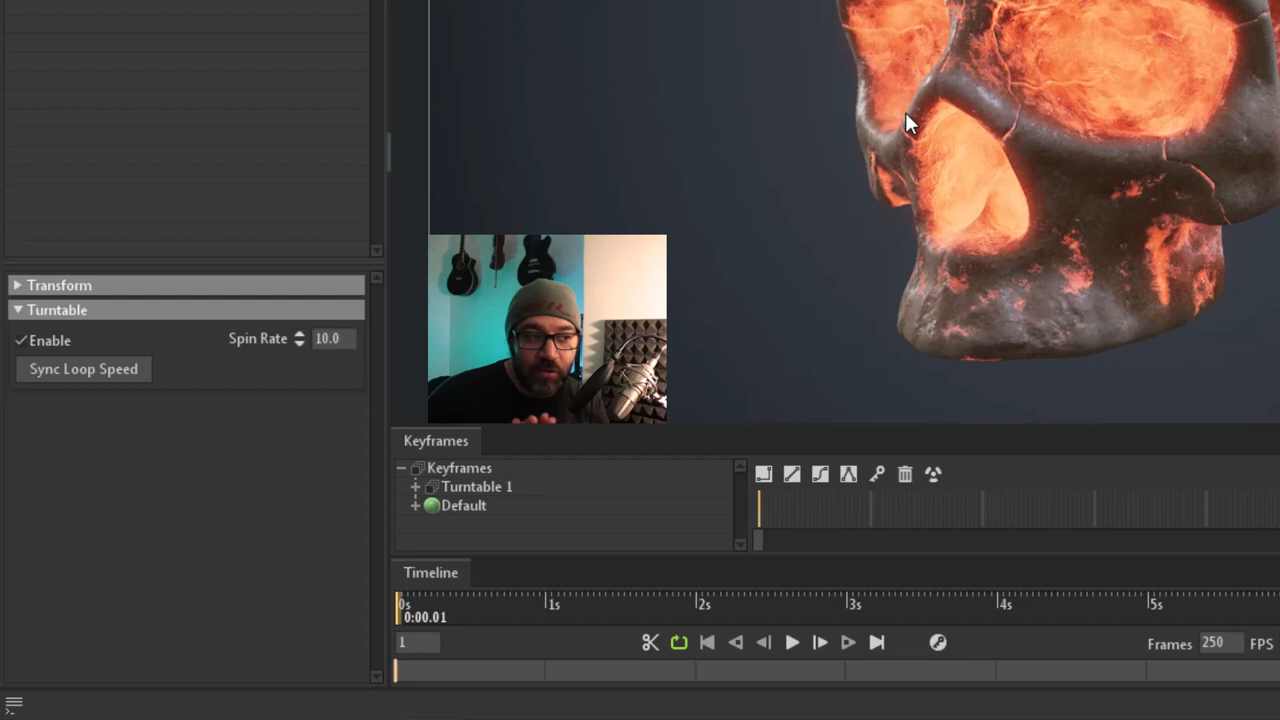 Transform
Turntable
Enable
Spin Rate 10.0
Sync Loop Speed
Keyframes
Keyframes
Turntable 1
Default
Timeline
0s 1s 2s 3s 4s 5s
0:00.01
1
Frames 250 FPS